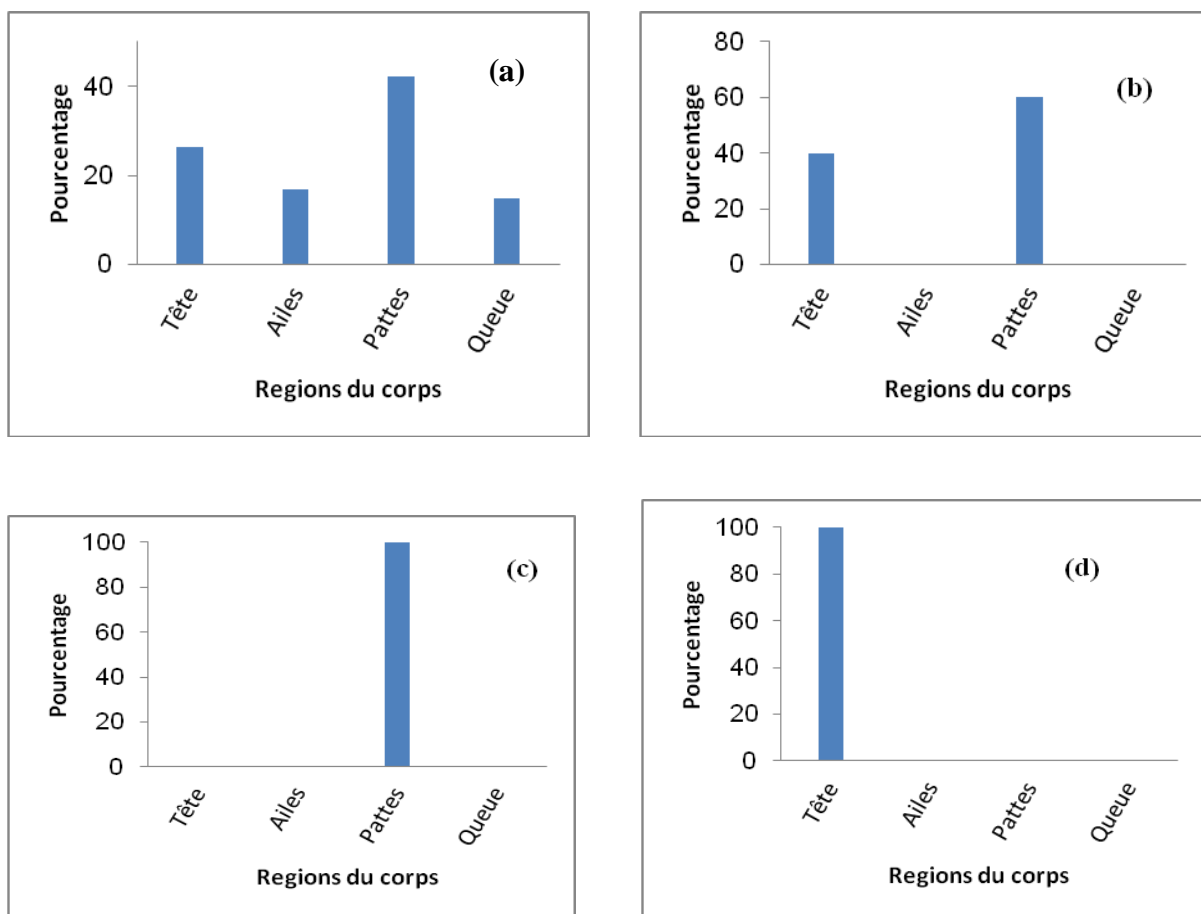 (a)
Pourcentage
40
20
0
Tête
Ailes
Pattes
Queue
Regions du corps
(b)
Pourcentage
80
60
40
20
0
Tête
Ailes
Pattes
Queue
Regions du corps
(c)
Pourcentage
100
80
60
40
20
0
Tête
Ailes
Pattes
Queue
Regions du corps
(d)
Pourcentage
100
80
60
40
20
0
Tête
Ailes
Pattes
Queue
Regions du corps